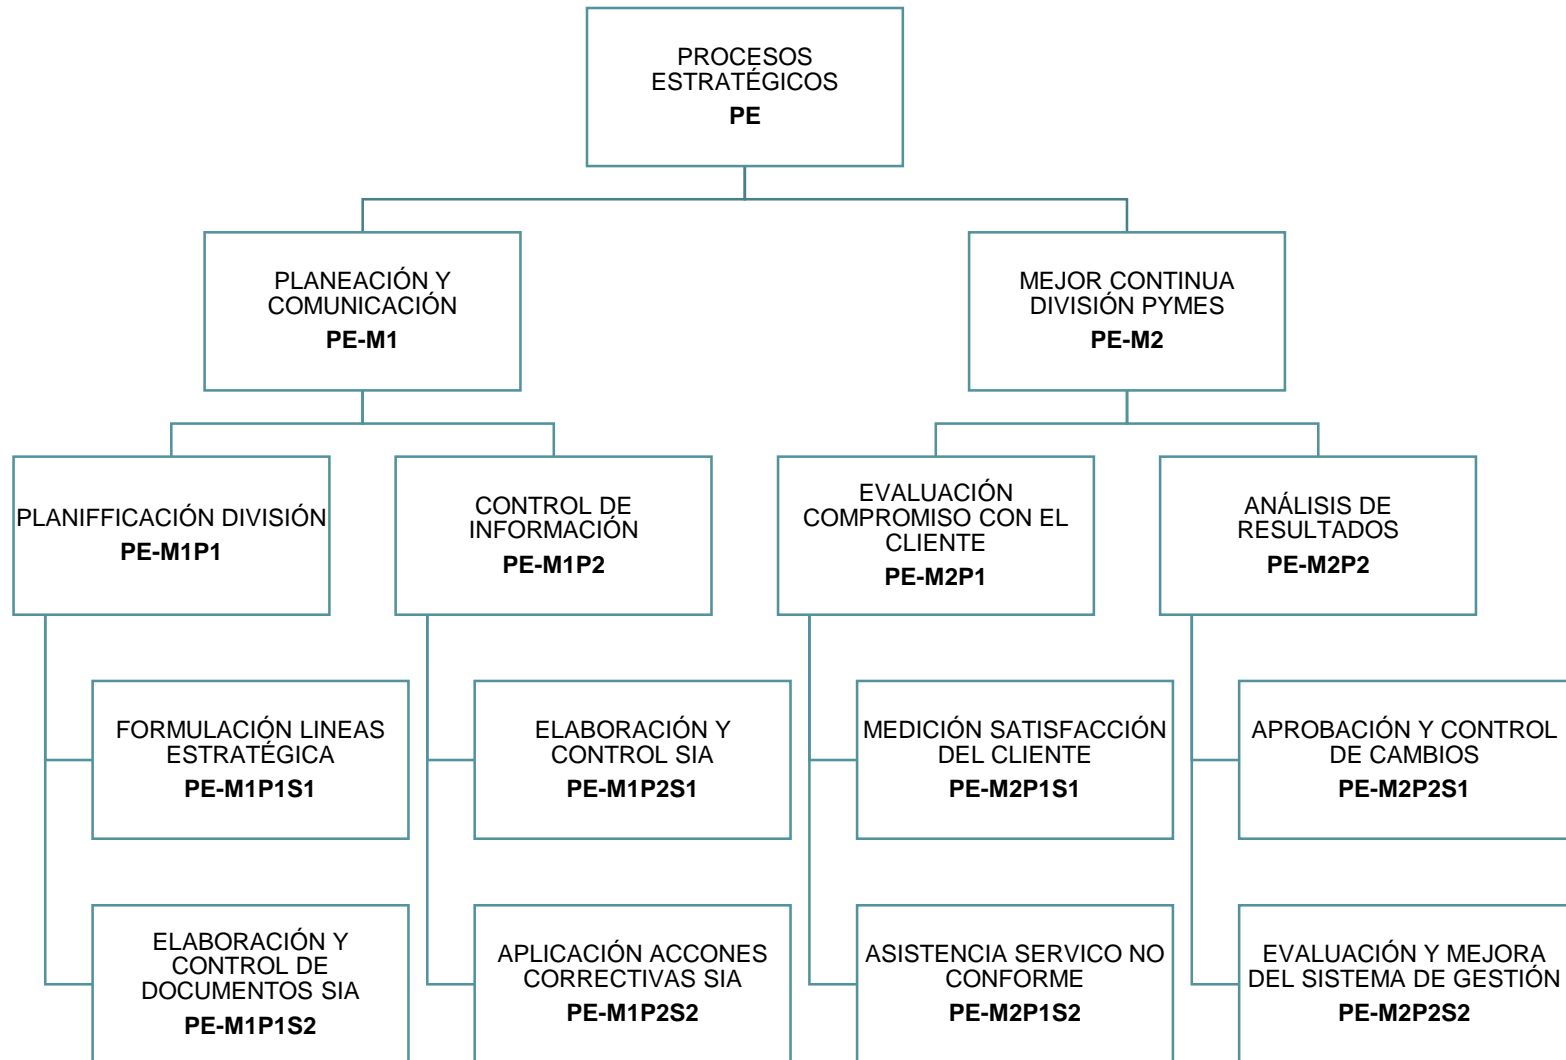 PROCESOS
ESTRATÉGICOS
PE
PLANEACIÓN Y
COMUNICACIÓN
PE-M1
MEJOR CONTINUA
DIVISIÓN PYMES
PE-M2
PLANIFFICACIÓN DIVISIÓN
PE-M1P1
CONTROL DE
INFORMACIÓN
PE-M1P2
EVALUACIÓN
COMPROMISO CON EL
CLIENTE
PE-M2P1
ANÁLISIS DE
RESULTADOS
PE-M2P2
FORMULACIÓN LINEAS
ESTRATÉGICA
PE-M1P1S1
ELABORACIÓN Y
CONTROL SIA
PE-M1P2S1
MEDICIÓN SATISFACCIÓN
DEL CLIENTE
PE-M2P1S1
APROBACIÓN Y CONTROL
DE CAMBIOS
PE-M2P2S1
ELABORACIÓN Y
CONTROL DE
DOCUMENTOS SIA
PE-M1P1S2
APLICACIÓN ACCONES
CORRECTIVAS SIA
PE-M1P2S2
ASISTENCIA SERVICO NO
CONFORME
PE-M2P1S2
EVALUACIÓN Y MEJORA
DEL SISTEMA DE GESTIÓN
PE-M2P2S2